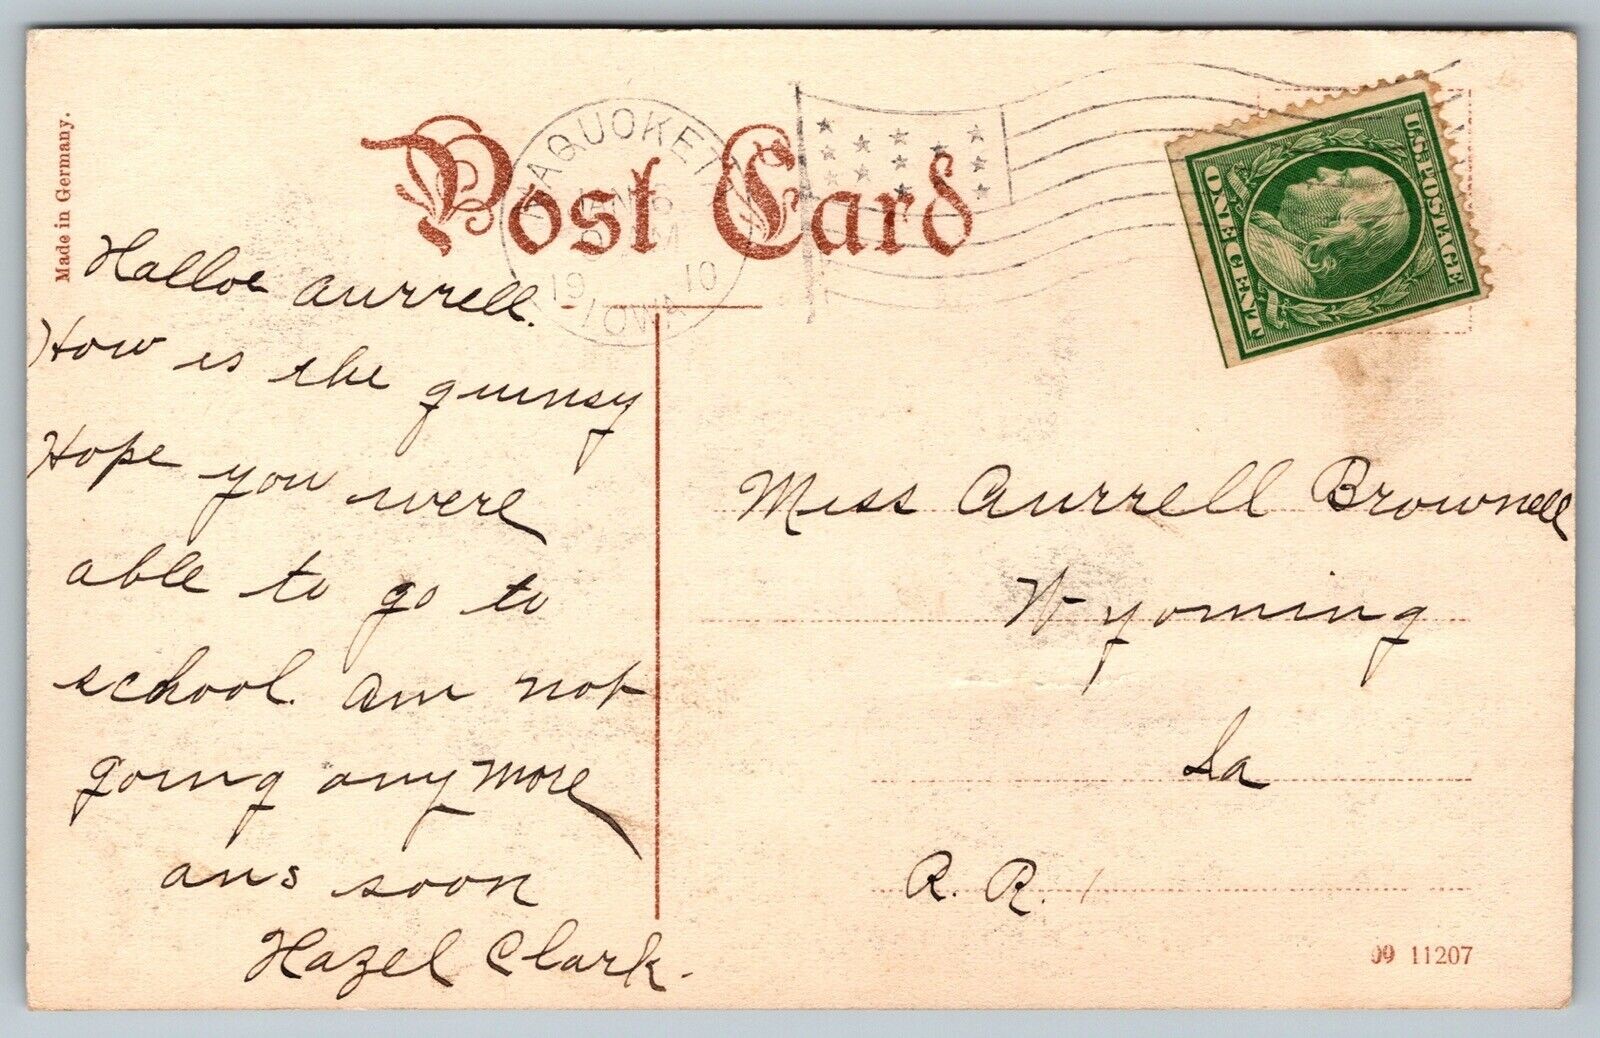 Made in Germany.
Post Card
MAQUOKETA
JAN 6
M
19 10
IOWA
U.S. POSTAGE
ONE CENT
Halloe Aurrell.
How is the quinsy
Hope you were
able to go to
school. Am not
going any more
ans soon
Hazel Clark.
Miss Aurrell Brownell
Wyoming
Ia
R. R. 1
09 11207